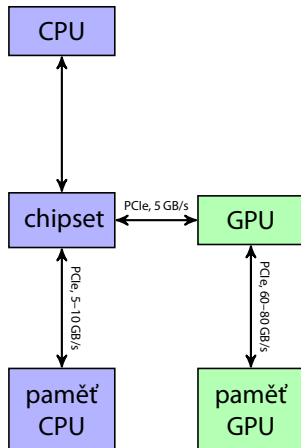 CPU
PCIe, 5 GB/s
chipset
GPU
PCIe, 5–10 GB/s
PCIe, 60–80 GB/s
paměť
CPU
paměť
GPU